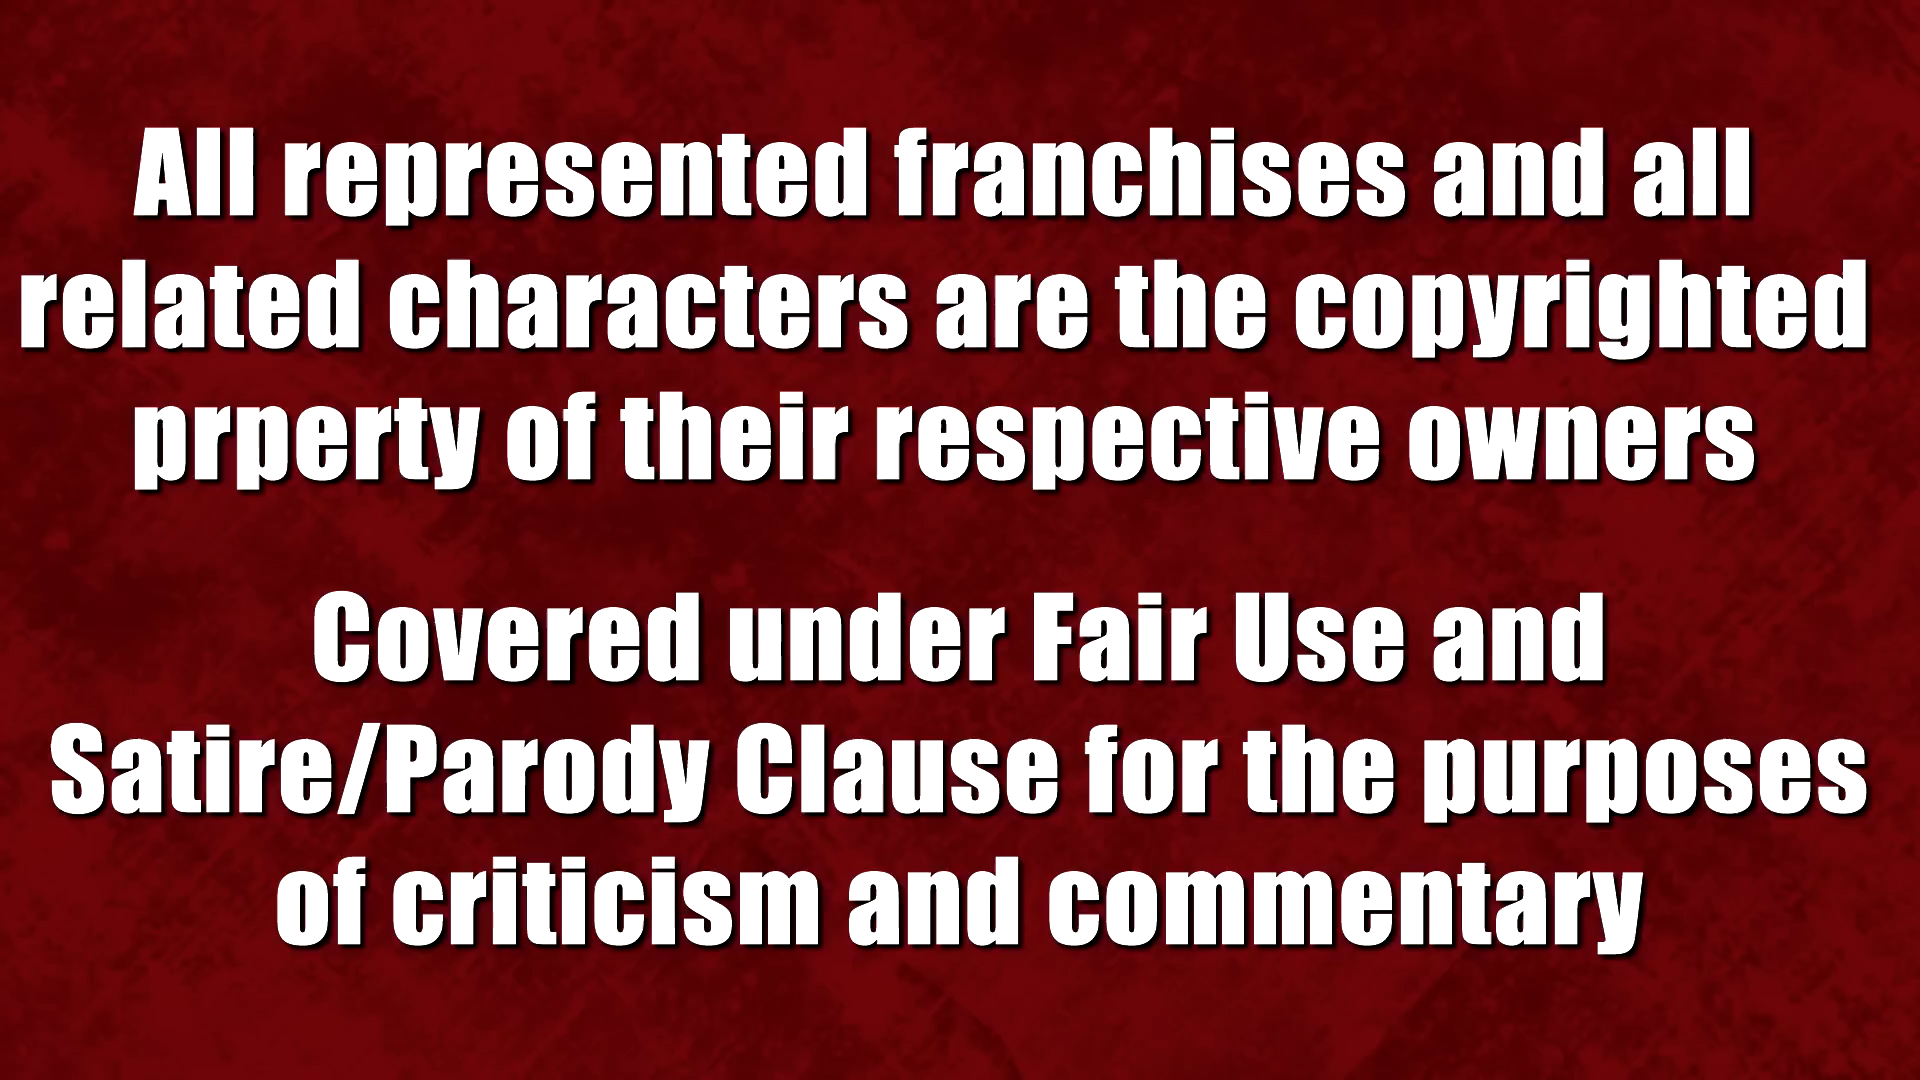 All represented franchises and all
related characters are the copyrighted
prperty of their respective owners
Covered under Fair Use and
Satire/Parody Clause for the purposes
of criticism and commentary